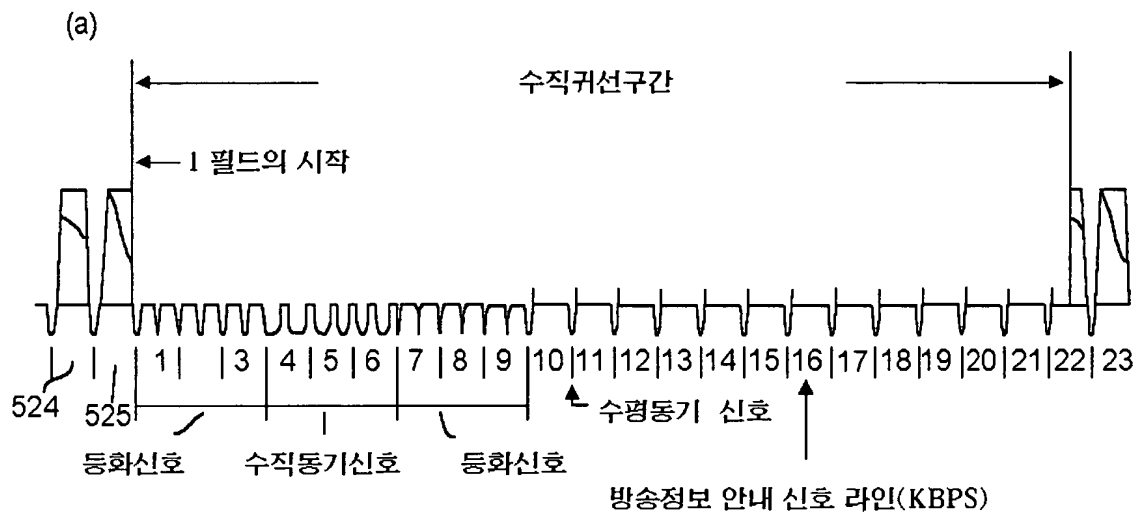 (a)
수직귀선구간
1 필드의 시작
1 3 4 5 6 7 8 9 10 11 12 13 14 15 16 17 18 19 20 21 22 23
524 525
수평동기 신호
등화신호 수직동기신호 등화신호
방송정보 안내 신호 라인(KBPS)